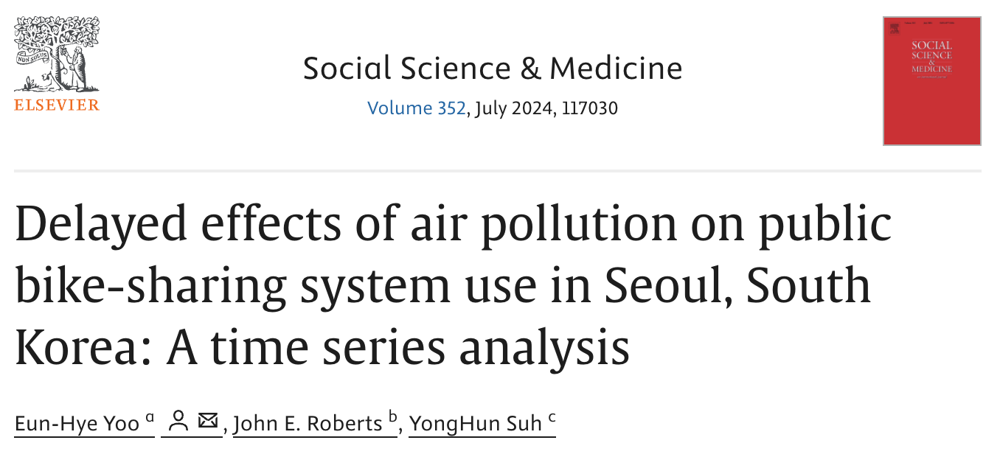 NON SOLUS
ELSEVIER
Social Science & Medicine
Volume 352, July 2024, 117030
SOCIAL
SCIENCE
&
MEDICINE
Delayed effects of air pollution on public
bike-sharing system use in Seoul, South
Korea: A time series analysis
Eun-Hye Yoo a, John E. Roberts b, YongHun Suh c